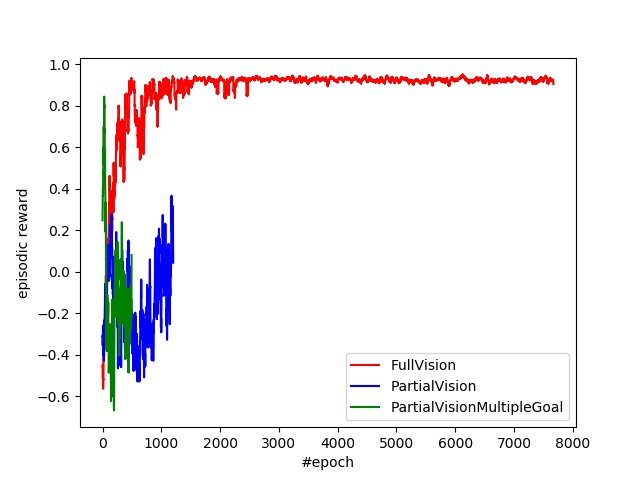 1.0
0.8
0.6
0.4
0.2
0.0
−0.2
−0.4
−0.6
episodic reward
FullVision
PartialVision
PartialVisionMultipleGoal
0 1000 2000 3000 4000 5000 6000 7000 8000
#epoch